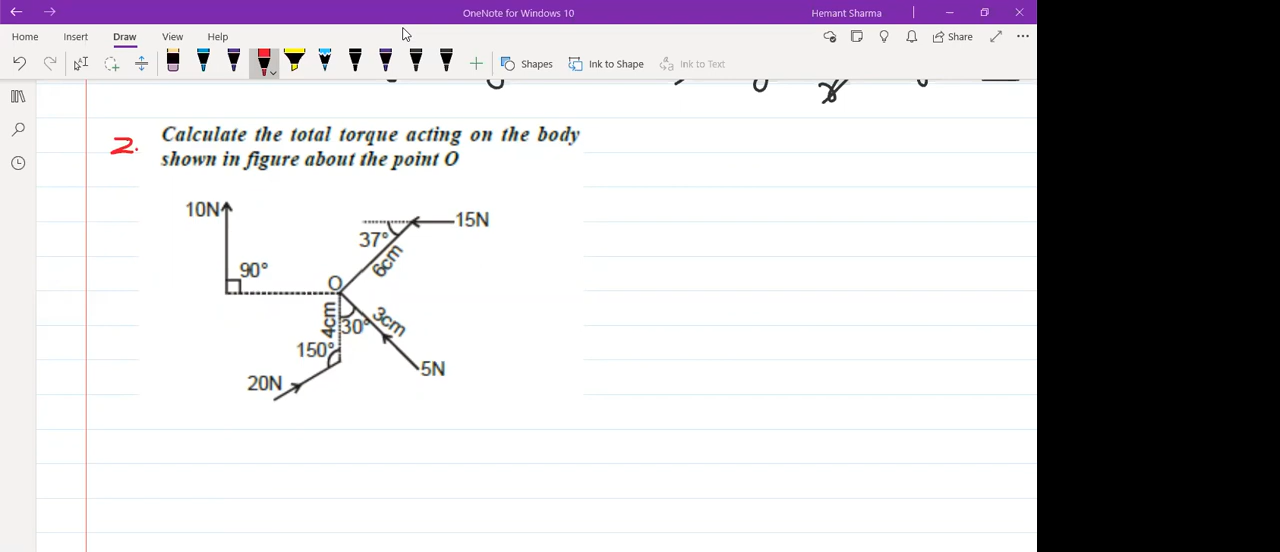 OneNote for Windows 10
Hemant Sharma
Home Insert Draw View Help
Share
Shapes Ink to Shape Ink to Text
2. Calculate the total torque acting on the body
shown in figure about the point O
10N
15N
37°
6cm
90°
O
4cm
30°
3cm
150°
5N
20N